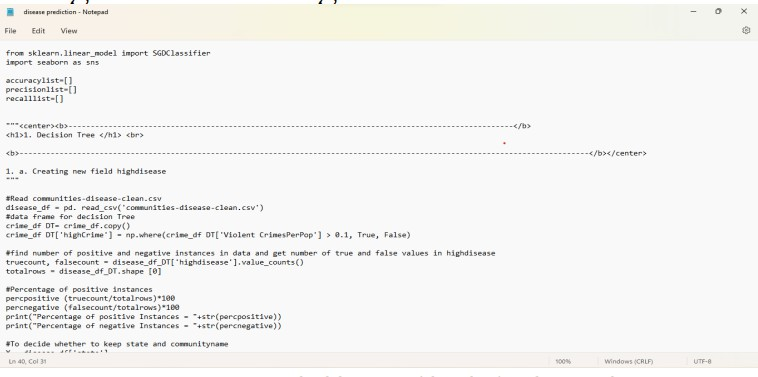 disease prediction - Notepad
File Edit View
from sklearn.linear_model import SGDClassifier
import seaborn as sns
accuracylist=[]
precisionlist=[]
recalllist=[]
"""<center><b>-----------------------------------------------------------------------------------------------</b>
<h1>1. Decision Tree </h1> <br>
<b>-------------------------------------------------------------------------------------------------------------------------</b></center>
1. a. Creating new field highdisease
"""
#Read communities-disease-clean.csv
disease_df = pd. read_csv('communities-disease-clean.csv')
#data frame for decision Tree
crime_df DT= crime_df.copy()
crime_df DT['highCrime'] = np.where(crime_df DT['Violent CrimesPerPop'] > 0.1, True, False)
#find number of positive and negative instances in data and get number of true and false values in highdisease
truecount, falsecount = disease_df_DT['highdisease'].value_counts()
totalrows = disease_df_DT.shape [0]
#Percentage of positive instances
percpositive (truecount/totalrows)*100
percnegative (falsecount/totalrows)*100
print("Percentage of positive Instances = "+str(percpositive))
print("Percentage of negative Instances = "+str(percnegative))
#To decide whether to keep state and communityname
Ln 40, Col 31 100% Windows (CRLF) UTF-8